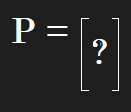 P = [?]